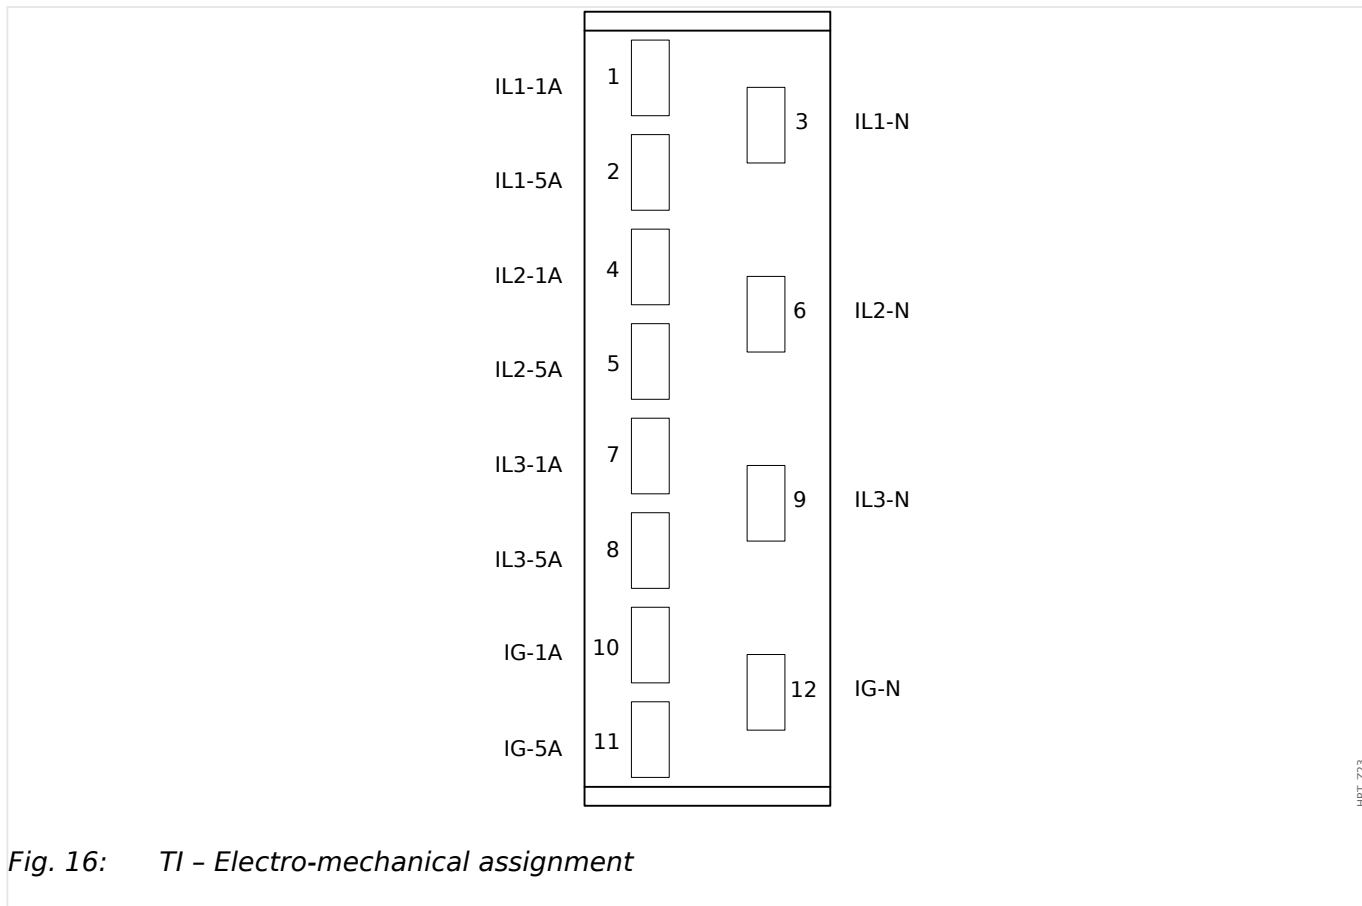 IL1-1A 1
3 IL1-N
IL1-5A 2
IL2-1A 4
6 IL2-N
IL2-5A 5
IL3-1A 7
9 IL3-N
IL3-5A 8
IG-1A 10
12 IG-N
IG-5A 11
Fig. 16: TI – Electro-mechanical assignment